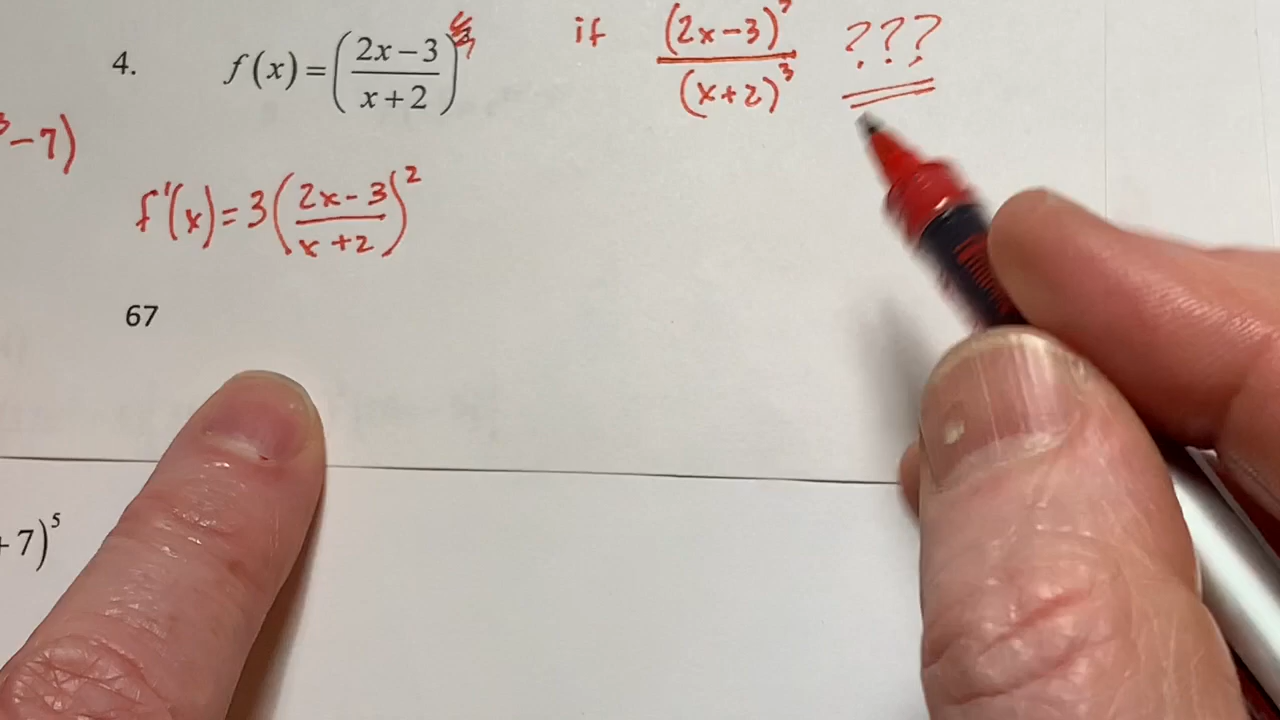 4. f(x) = ((2x−3)/(x+2))
if (2x−3)/(x+2)³ ???
³−7)
f'(x) = 3((2x−3)/(x+2))²
67
+7)⁵